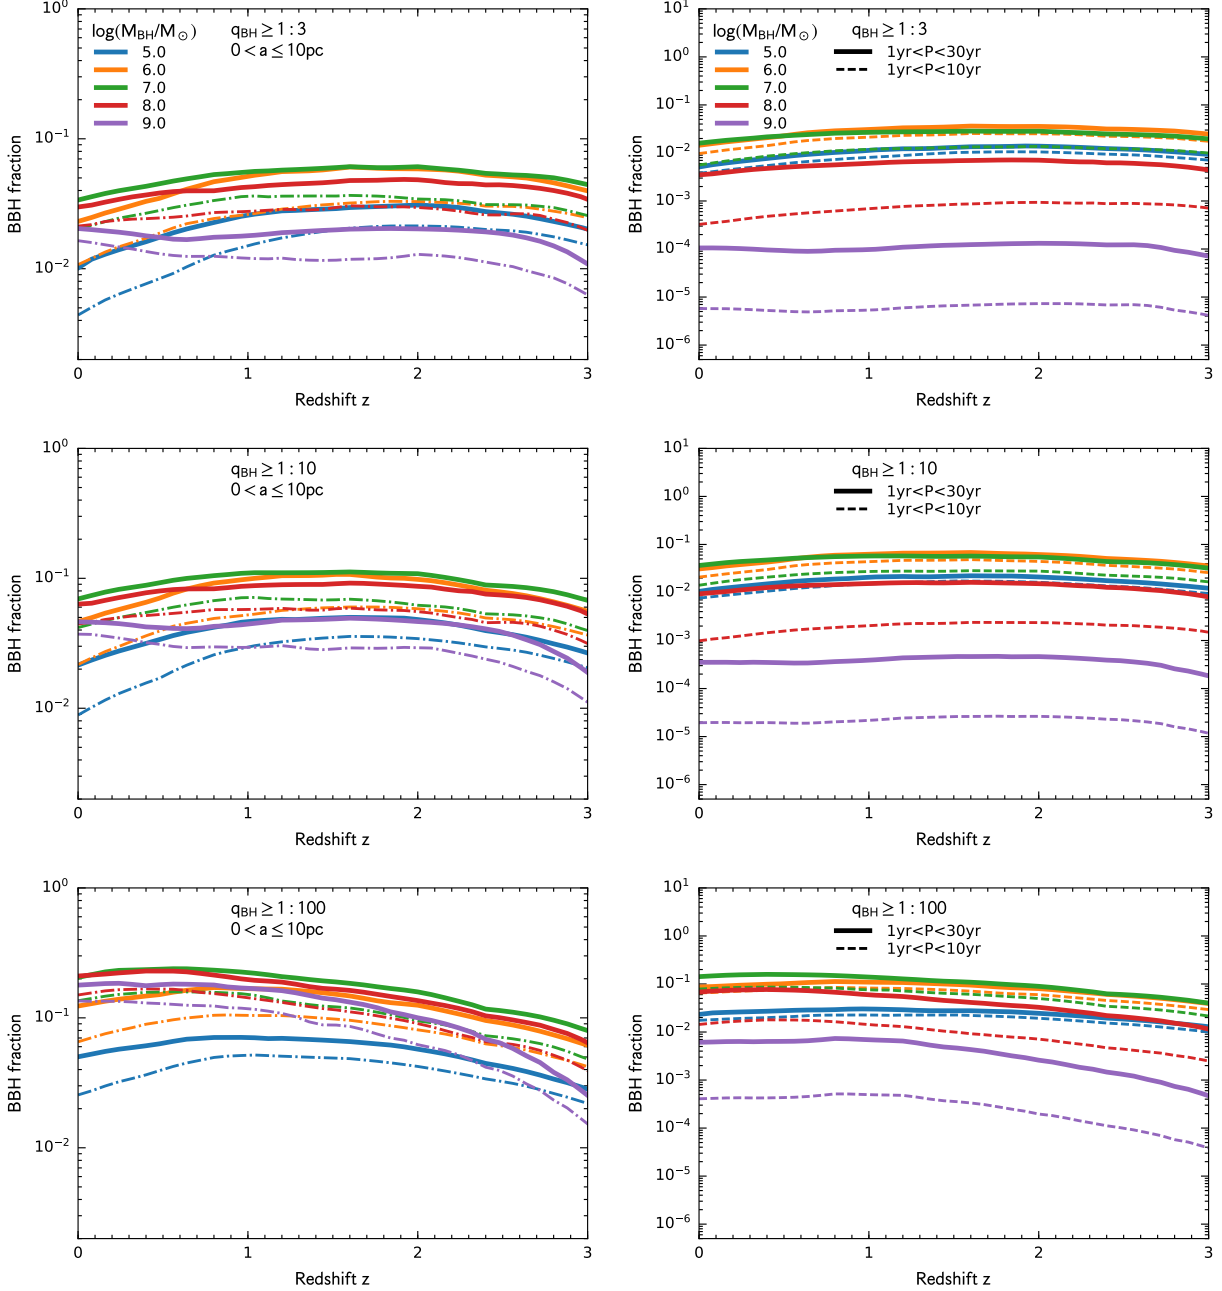 log(M_BH/M_⊙)
5.0
6.0
7.0
8.0
9.0
q_BH ≥ 1 : 3
0 < a ≤ 10pc
10^0
10^-1
10^-2
BBH fraction
0 1 2 3
Redshift z
log(M_BH/M_⊙)
5.0
6.0
7.0
8.0
9.0
q_BH ≥ 1 : 3
1yr<P<30yr
1yr<P<10yr
10^1
10^0
10^-1
10^-2
10^-3
10^-4
10^-5
10^-6
BBH fraction
0 1 2 3
Redshift z
q_BH ≥ 1 : 10
0 < a ≤ 10pc
10^0
10^-1
10^-2
BBH fraction
0 1 2 3
Redshift z
q_BH ≥ 1 : 10
1yr<P<30yr
1yr<P<10yr
10^1
10^0
10^-1
10^-2
10^-3
10^-4
10^-5
10^-6
BBH fraction
0 1 2 3
Redshift z
q_BH ≥ 1 : 100
0 < a ≤ 10pc
10^0
10^-1
10^-2
BBH fraction
0 1 2 3
Redshift z
q_BH ≥ 1 : 100
1yr<P<30yr
1yr<P<10yr
10^1
10^0
10^-1
10^-2
10^-3
10^-4
10^-5
10^-6
BBH fraction
0 1 2 3
Redshift z